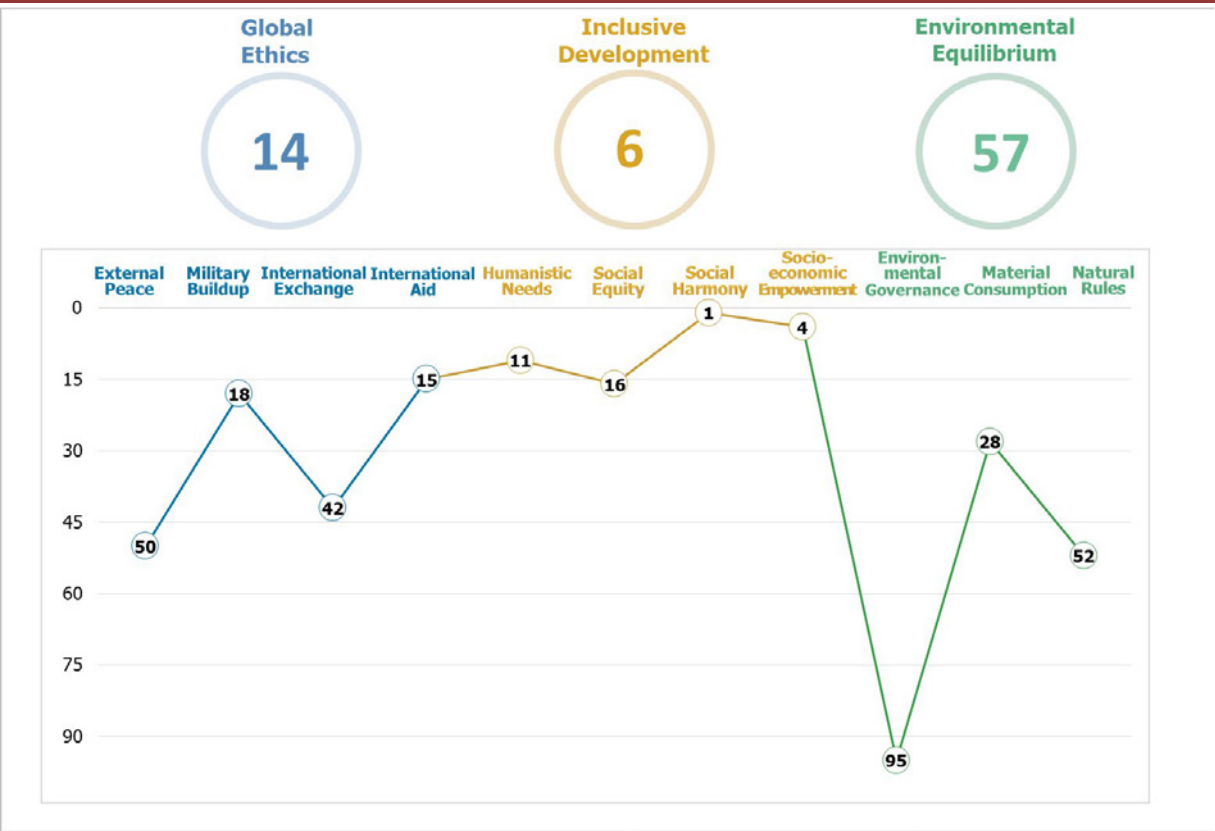 Global
Ethics
Inclusive
Development
Environmental
Equilibrium
14
6
57
External
Peace
Military
Buildup
International
Exchange
International
Aid
Humanistic
Needs
Social
Equity
Social
Harmony
Socio-
economic
Empowerment
Environ-
mental
Governance
Material
Consumption
Natural
Rules
0
15
30
45
60
75
90
50
18
42
15
11
16
1
4
95
28
52